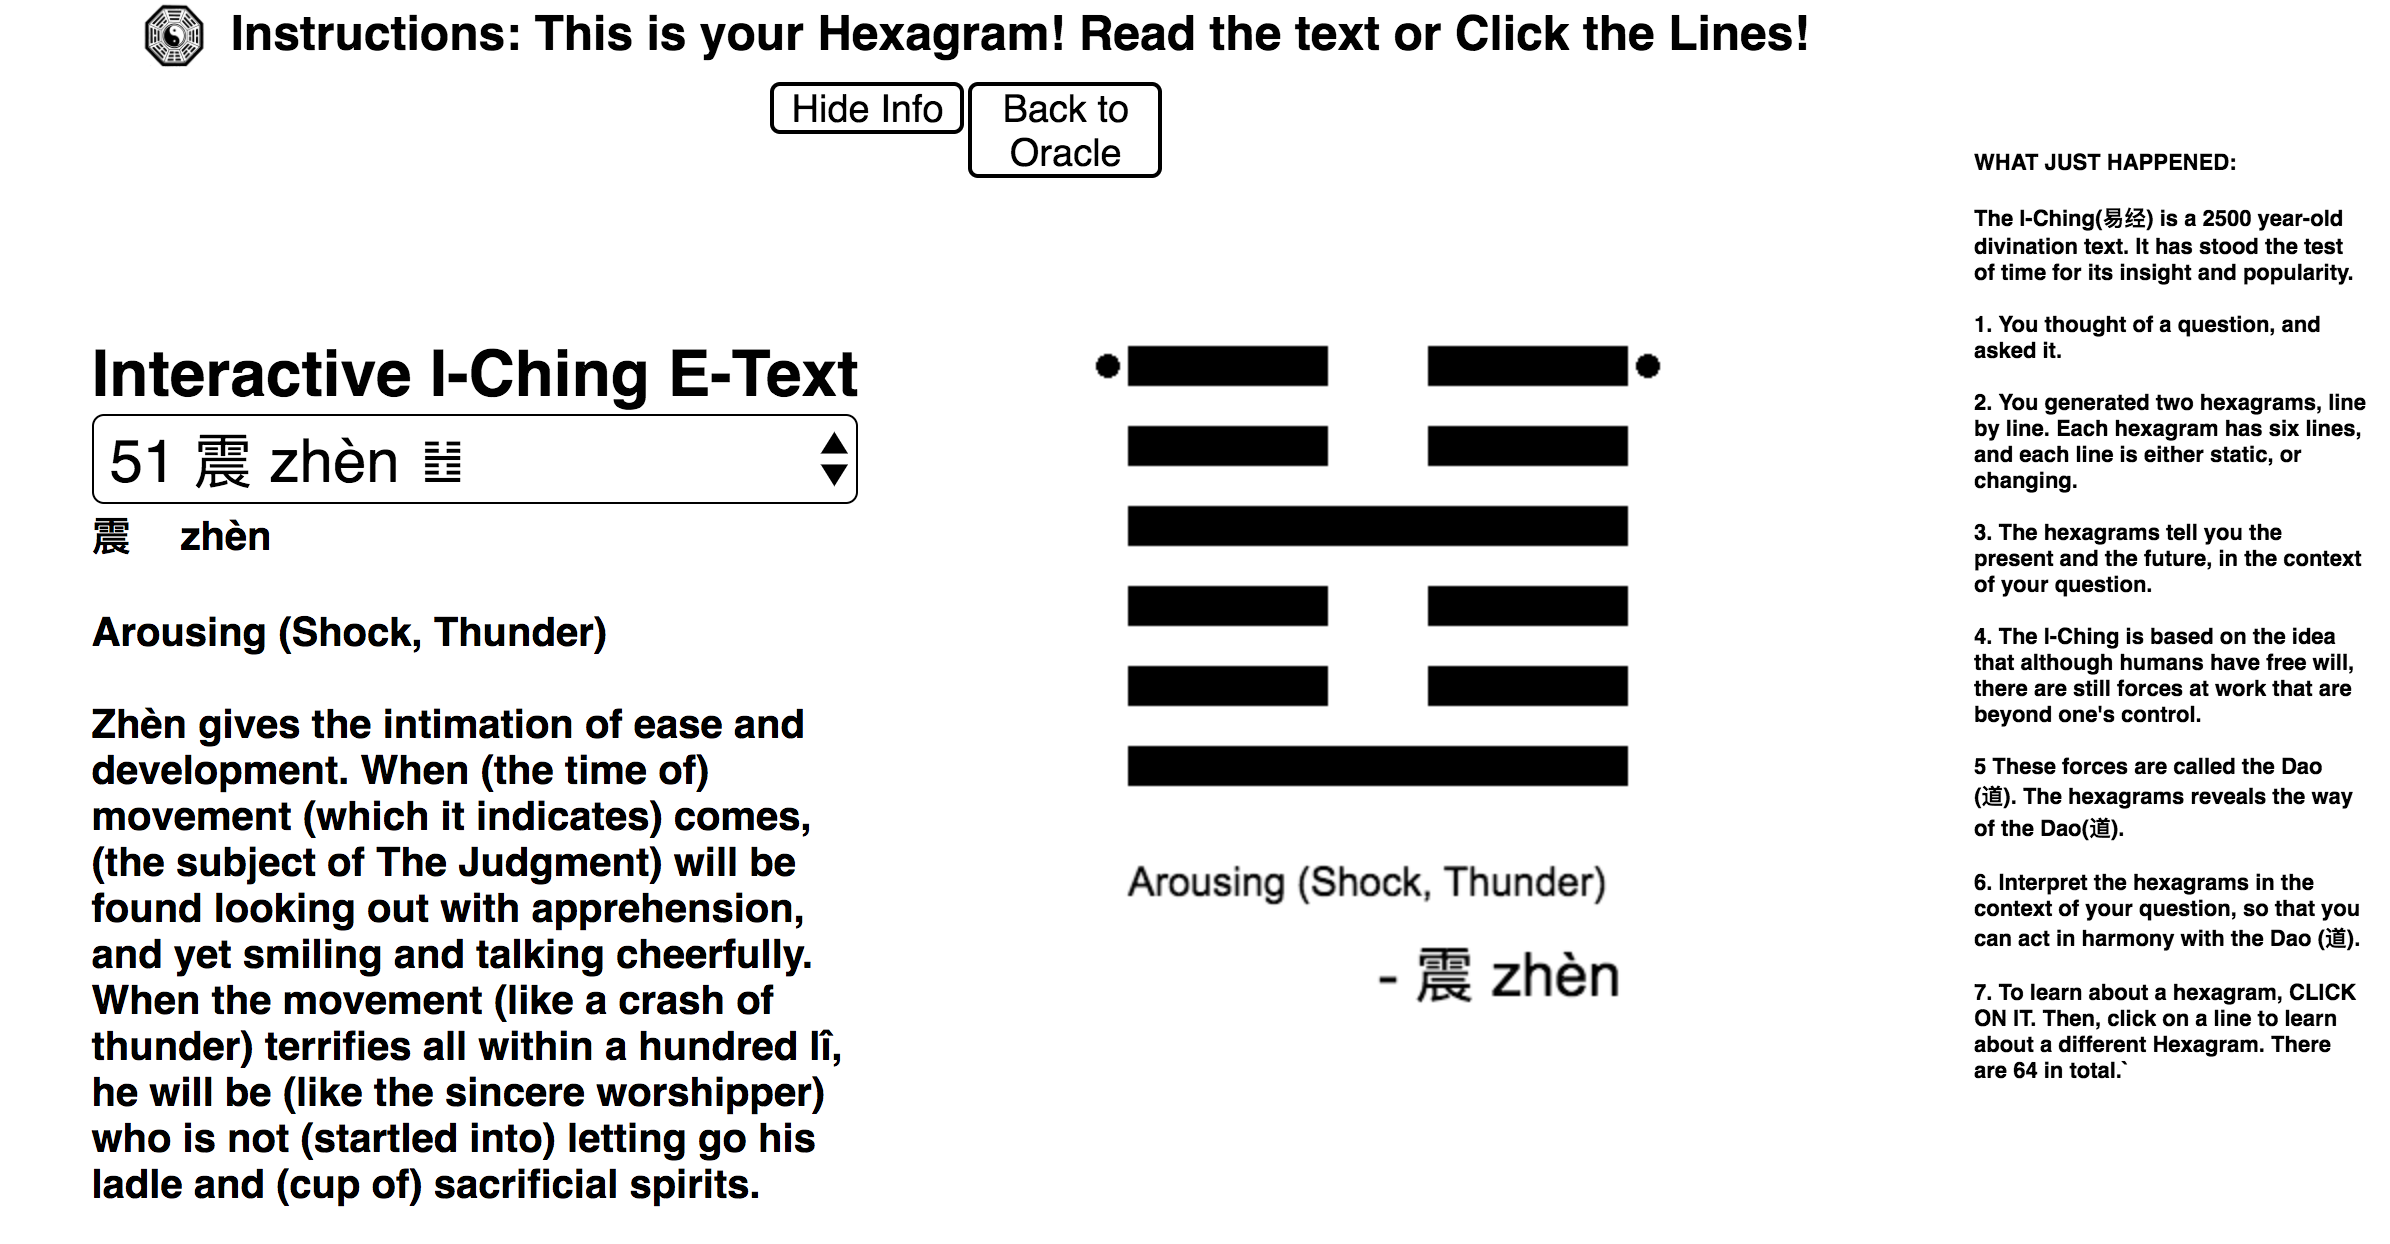 Instructions: This is your Hexagram! Read the text or Click the Lines!
Hide Info
Back to
Oracle
Interactive I-Ching E-Text
51 震 zhèn ䷲
震 zhèn
Arousing (Shock, Thunder)
Zhèn gives the intimation of ease and
development. When (the time of)
movement (which it indicates) comes,
(the subject of The Judgment) will be
found looking out with apprehension,
and yet smiling and talking cheerfully.
When the movement (like a crash of
thunder) terrifies all within a hundred lî,
he will be (like the sincere worshipper)
who is not (startled into) letting go his
ladle and (cup of) sacrificial spirits.
Arousing (Shock, Thunder)
- 震 zhèn
WHAT JUST HAPPENED:
The I-Ching(易经) is a 2500 year-old
divination text. It has stood the test
of time for its insight and popularity.
1. You thought of a question, and
asked it.
2. You generated two hexagrams, line
by line. Each hexagram has six lines,
and each line is either static, or
changing.
3. The hexagrams tell you the
present and the future, in the context
of your question.
4. The I-Ching is based on the idea
that although humans have free will,
there are still forces at work that are
beyond one's control.
5 These forces are called the Dao
(道). The hexagrams reveals the way
of the Dao(道).
6. Interpret the hexagrams in the
context of your question, so that you
can act in harmony with the Dao (道).
7. To learn about a hexagram, CLICK
ON IT. Then, click on a line to learn
about a different Hexagram. There
are 64 in total.`